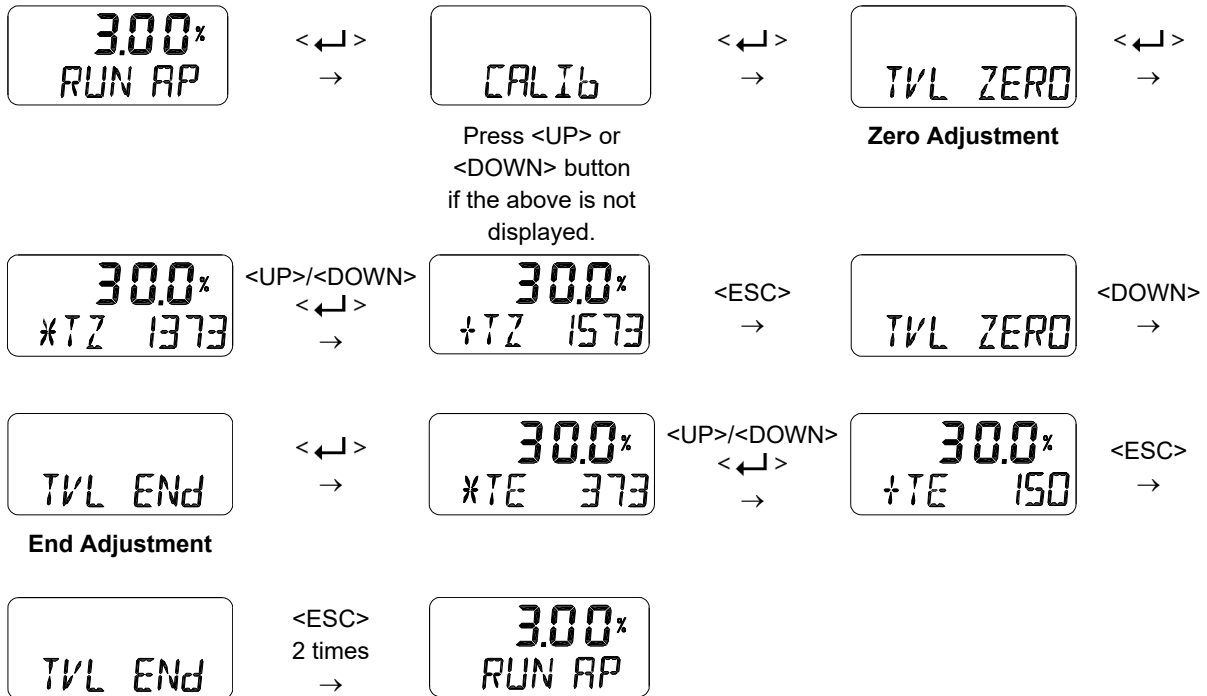 3.00%
RUN AP
< ↵ >
→
CALIb
Press <UP> or
<DOWN> button
if the above is not
displayed.
< ↵ >
→
TVL ZERO
Zero Adjustment
< ↵ >
→
30.0%
*TZ 1373
<UP>/<DOWN>
< ↵ >
→
30.0%
+TZ 1573
<ESC>
→
TVL ZERO
<DOWN>
→
TVL ENd
End Adjustment
< ↵ >
→
30.0%
*TE 373
<UP>/<DOWN>
< ↵ >
→
30.0%
+TE 150
<ESC>
→
TVL ENd
<ESC>
2 times
→
3.00%
RUN AP